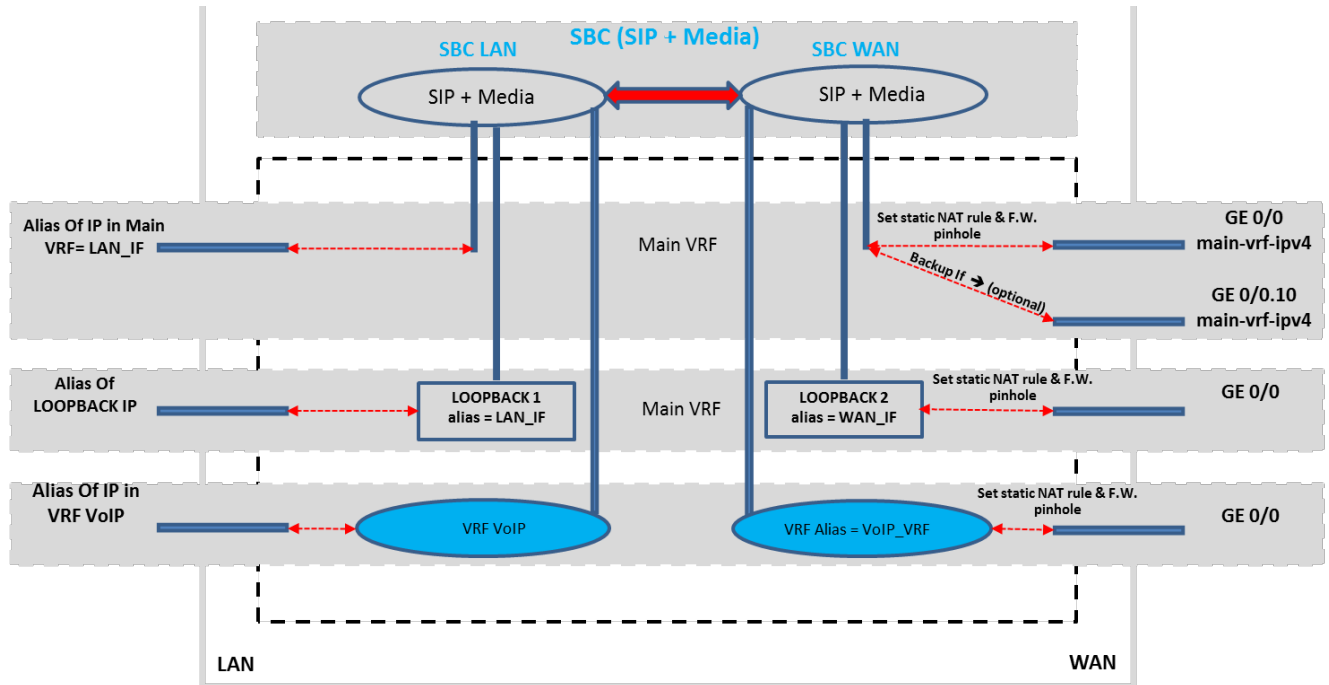 SBC (SIP + Media)
SBC LAN
SBC WAN
SIP + Media
SIP + Media
Alias Of IP in Main
VRF= LAN_IF
Main VRF
Set static NAT rule & F.W.
pinhole
GE 0/0
main-vrf-ipv4
Backup If ➔ (optional)
GE 0/0.10
main-vrf-ipv4
Alias Of
LOOPBACK IP
LOOPBACK 1
alias = LAN_IF
Main VRF
LOOPBACK 2
alias = WAN_IF
Set static NAT rule & F.W.
pinhole
GE 0/0
Alias Of IP in
VRF VoIP
VRF VoIP
VRF Alias = VoIP_VRF
Set static NAT rule & F.W.
pinhole
GE 0/0
LAN
WAN